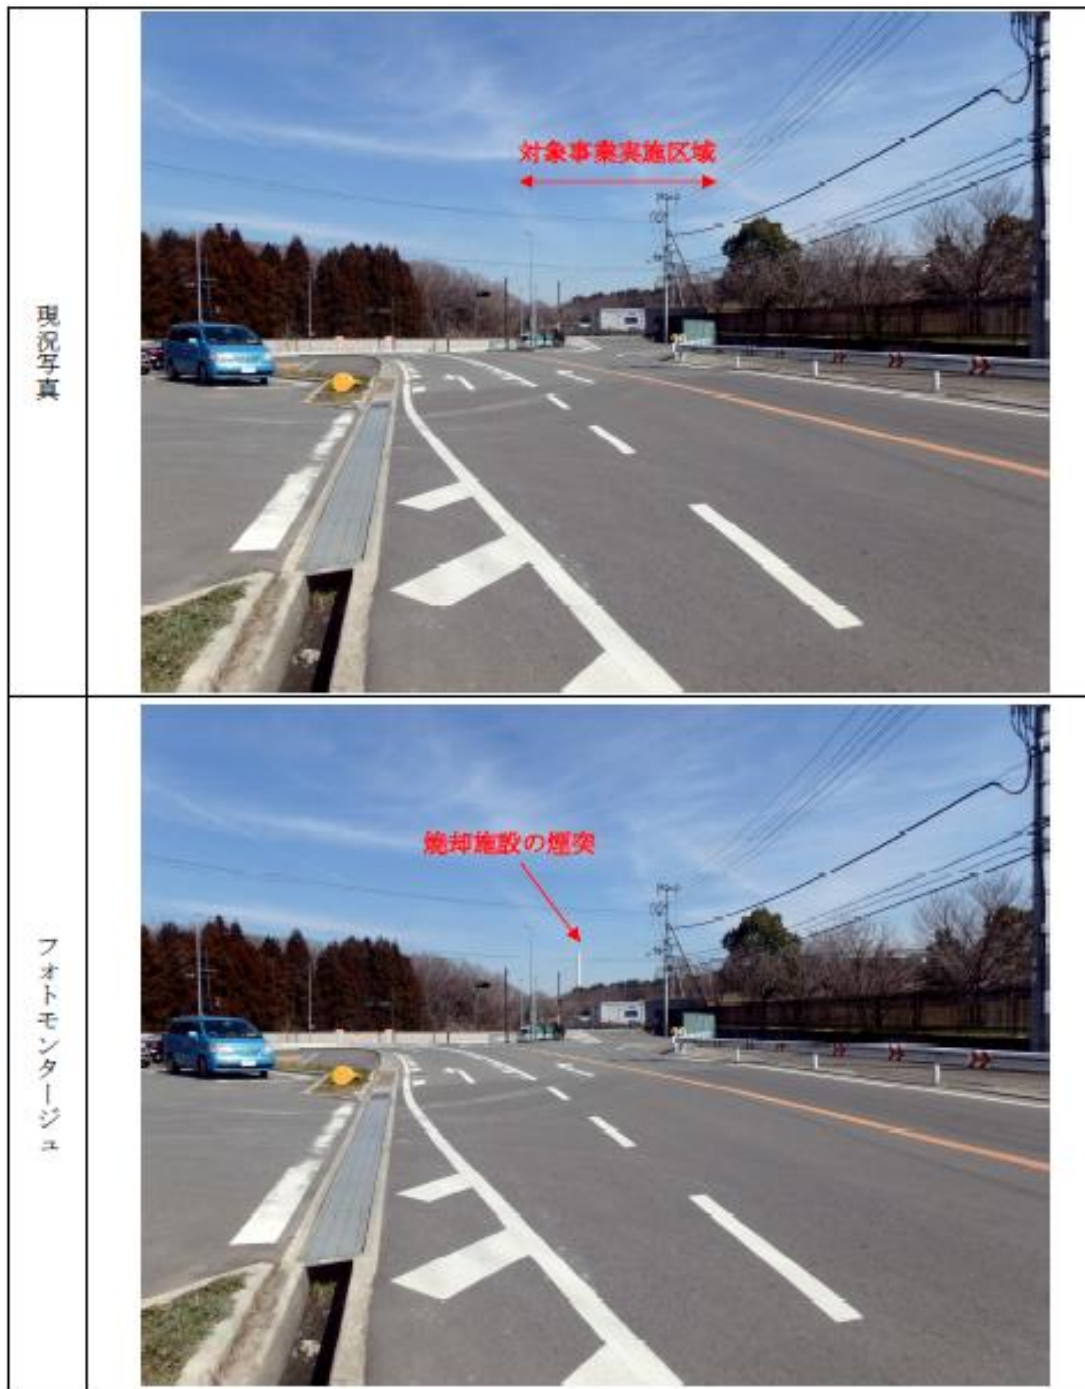 現況写真
対象事業実施区域
フォトモンタージュ
焼却施設の煙突